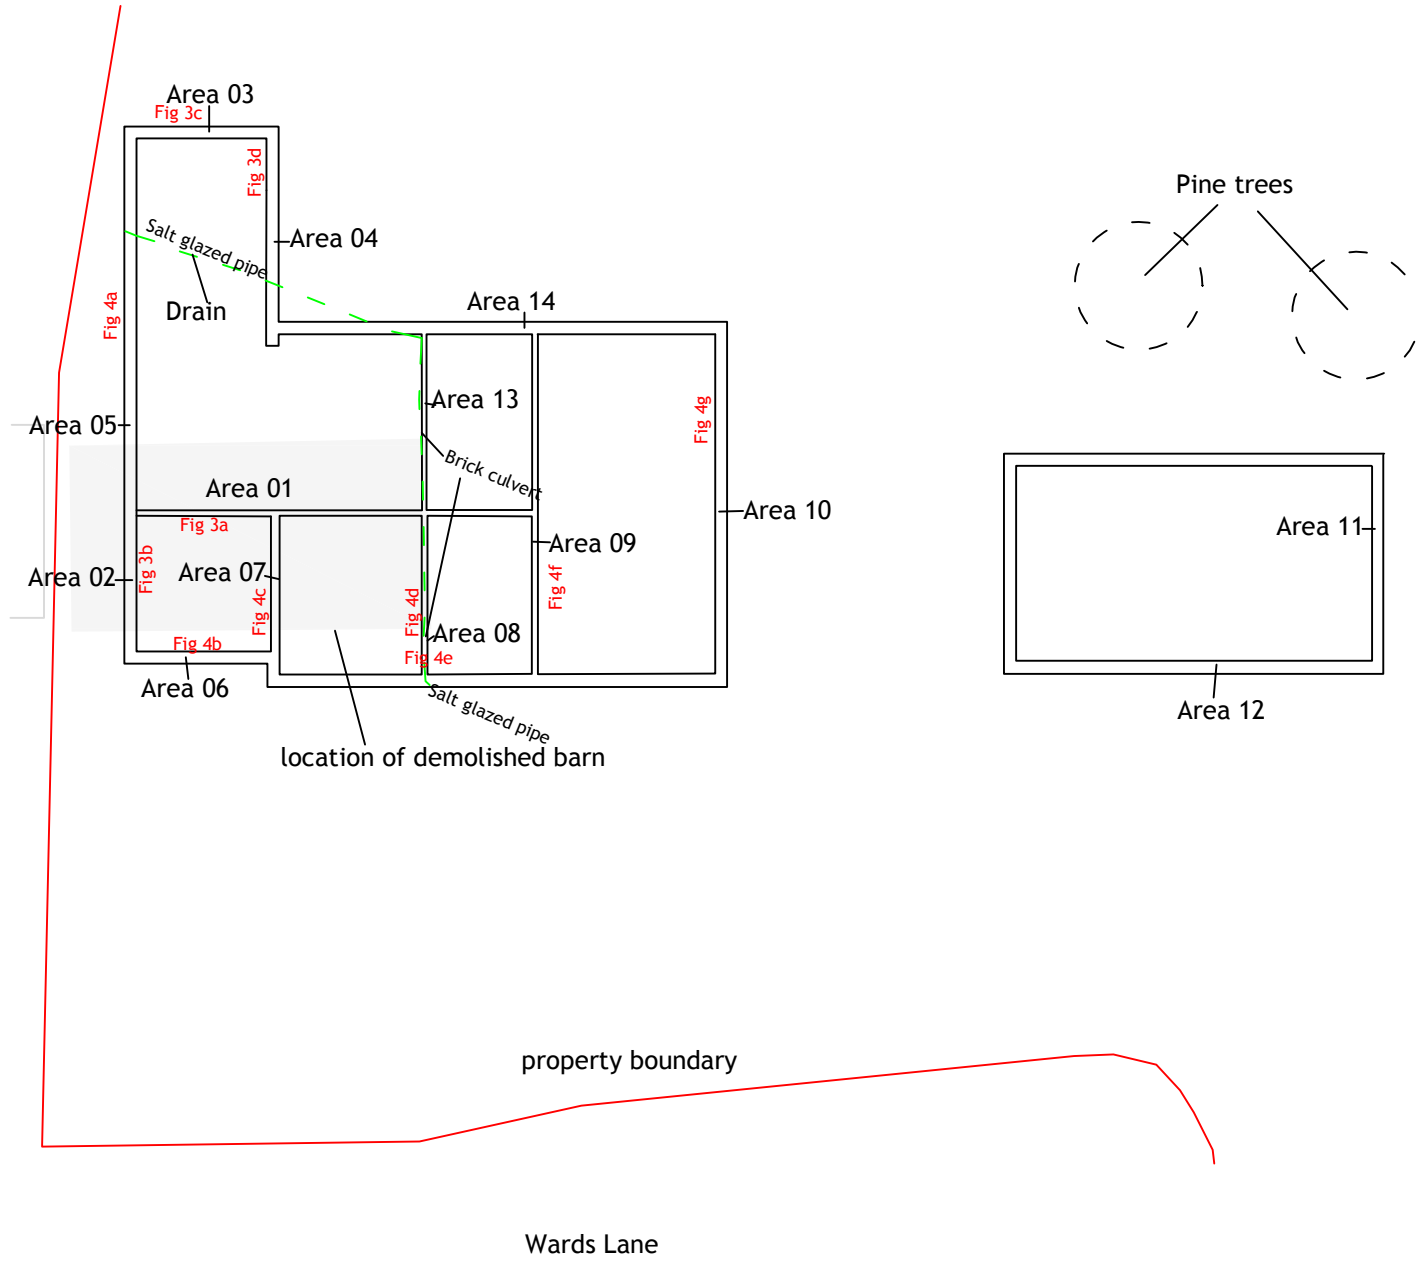 Area 03
Fig 3c
Fig 3d
Pine trees
Salt glazed pipe
Area 04
Drain
Fig 4a
Area 14
Area 13
Fig 4g
Area 05
Brick culvert
Area 01
Area 10
Fig 3a
Area 11
Area 09
Fig 3b
Area 02
Area 07
Fig 4c
Fig 4d
Fig 4f
Area 08
Fig 4b
Fig 4e
Area 06
Salt glazed pipe
Area 12
location of demolished barn
property boundary
Wards Lane